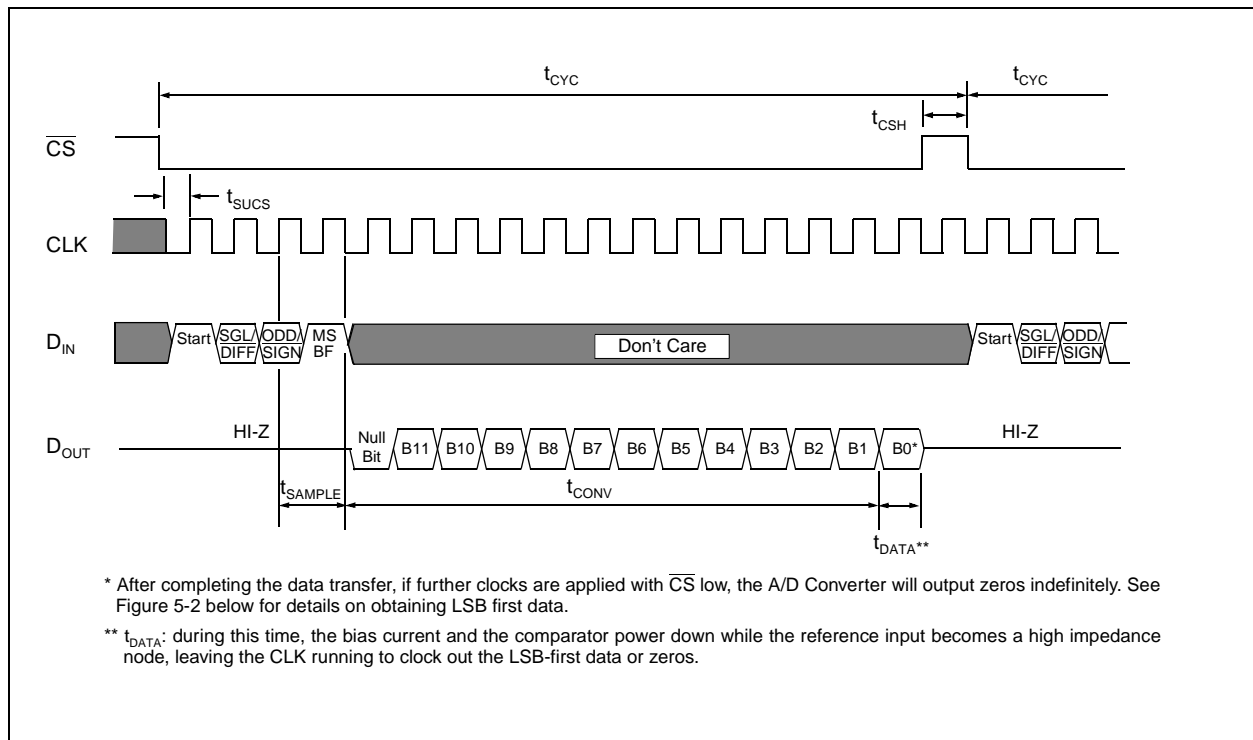 tCYC tCYC
tCSH
CS
tSUCS
CLK
DIN Start SGL/DIFF ODD/SIGN MS BF Don't Care Start SGL/DIFF ODD/SIGN
DOUT HI-Z Null Bit B11 B10 B9 B8 B7 B6 B5 B4 B3 B2 B1 B0* HI-Z
tSAMPLE tCONV
tDATA**
* After completing the data transfer, if further clocks are applied with CS low, the A/D Converter will output zeros indefinitely. See
Figure 5-2 below for details on obtaining LSB first data.
** tDATA: during this time, the bias current and the comparator power down while the reference input becomes a high impedance
node, leaving the CLK running to clock out the LSB-first data or zeros.